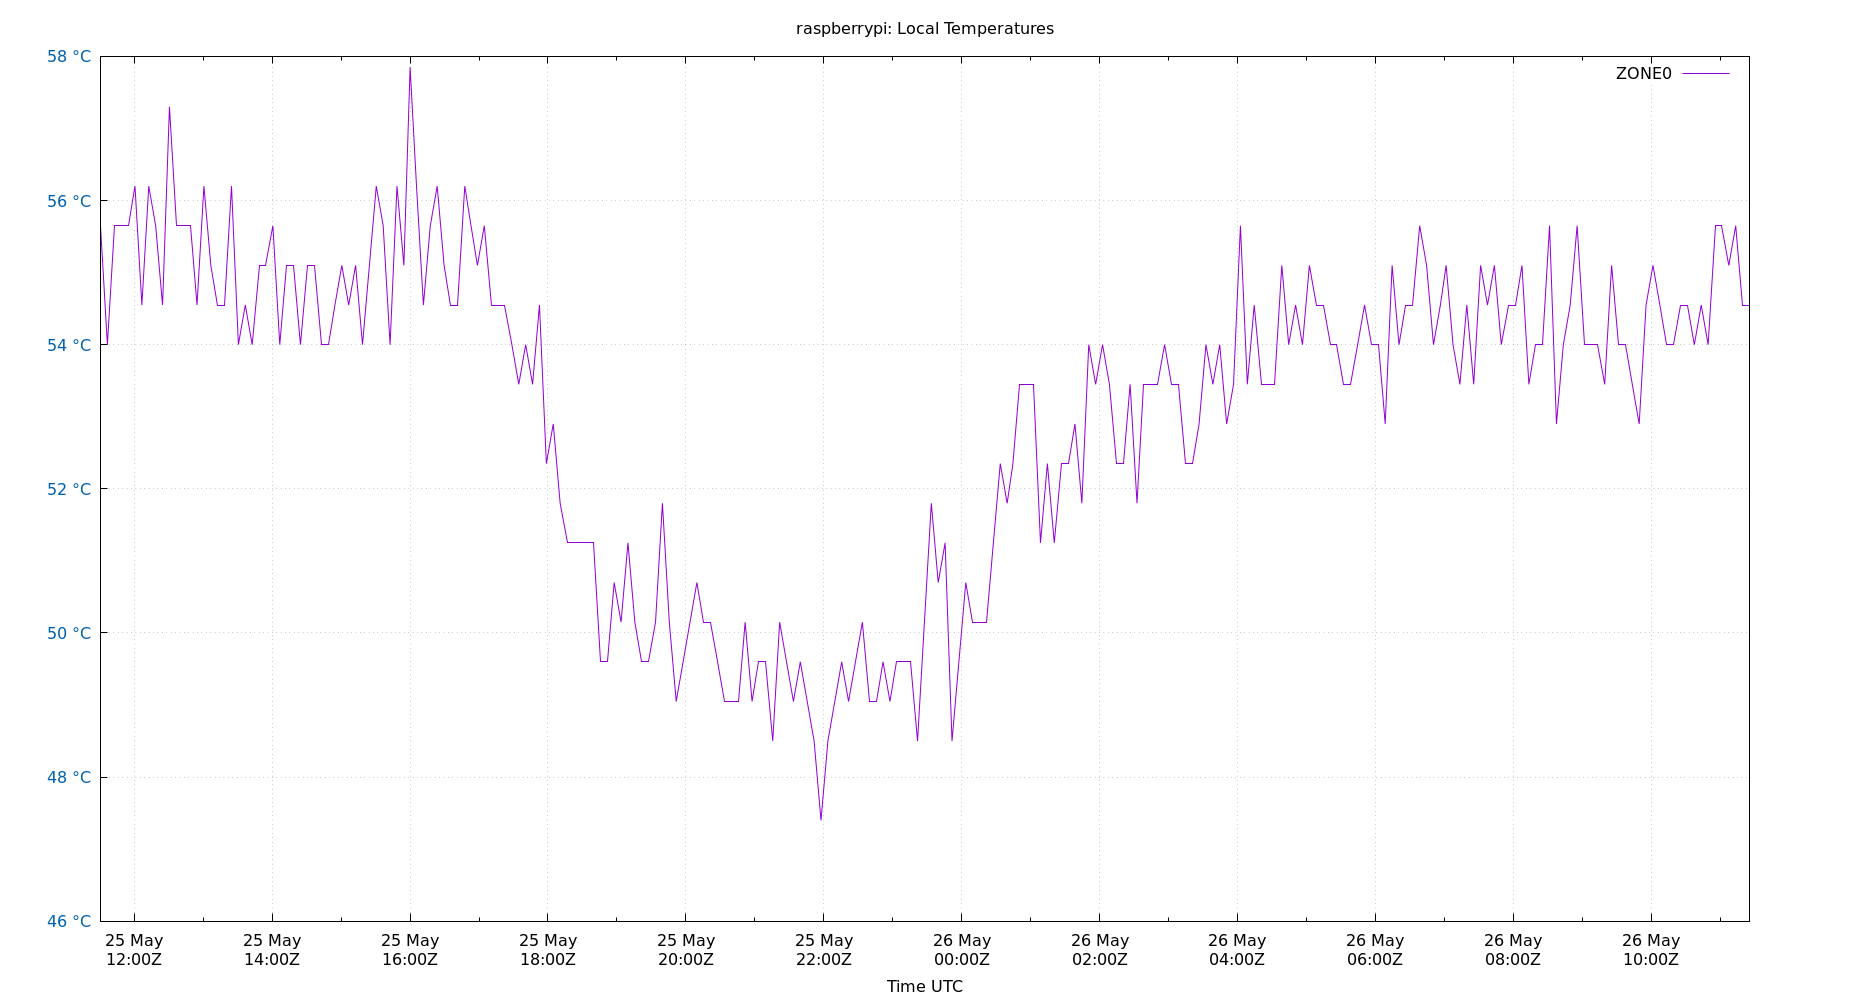 raspberrypi: Local Temperatures
ZONE0
58 °C
56 °C
54 °C
52 °C
50 °C
48 °C
46 °C
25 May 25 May 25 May 25 May 25 May 25 May 26 May 26 May 26 May 26 May 26 May 26 May
12:00Z 14:00Z 16:00Z 18:00Z 20:00Z 22:00Z 00:00Z 02:00Z 04:00Z 06:00Z 08:00Z 10:00Z
Time UTC